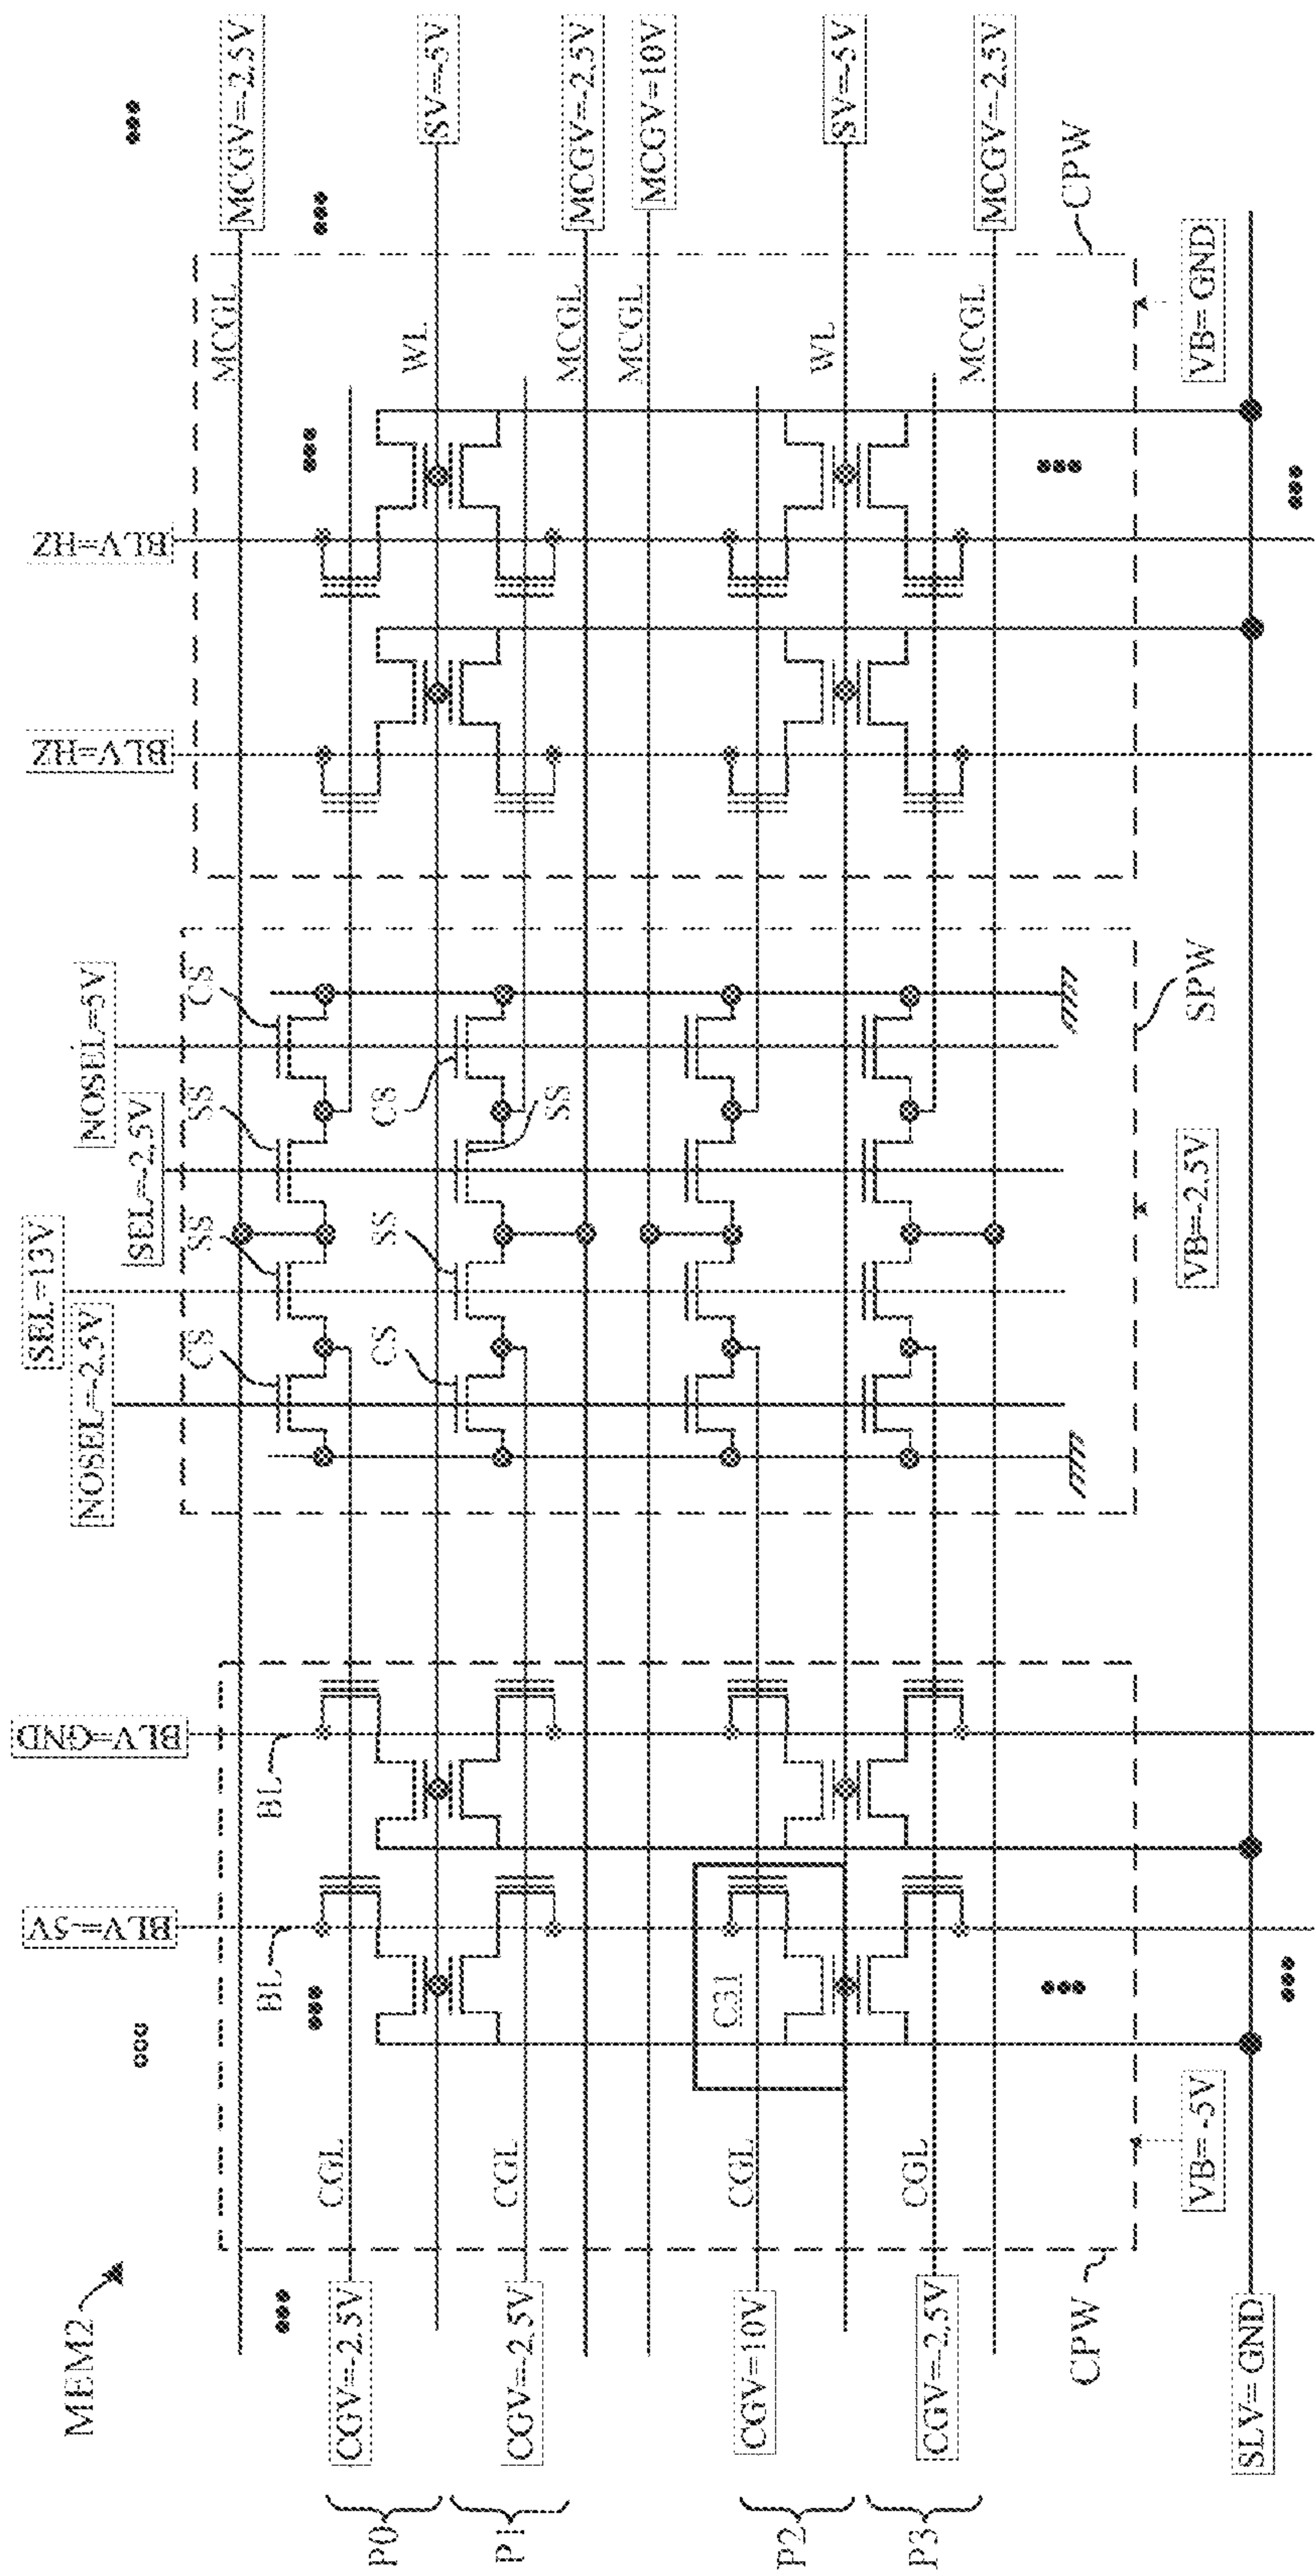 MEM2
BLV=-5V
BLV=GND
NOSEL=-2,5V
SEL=13V
SEL=-2,5V
NOSEL=5V
BLV=HZ
BLV=HZ
BL
BL
CS
SS
SS
CS
MCGL
MCGV=-2,5V
P0
CGV=-2,5V
CGL
WL
SV=-5V
CS
SS
CS
SS
P1
CGV=-2,5V
CGL
MCGL
MCGV=-2,5V
MCGL
MCGV=10V
C31
P2
CGV=10V
CGL
WL
SV=-5V
P3
CGV=-2,5V
CGL
MCGL
MCGV=-2,5V
CPW
SPW
CPW
VB= -5V
VB=-2.5V
VB= GND
SLV= GND